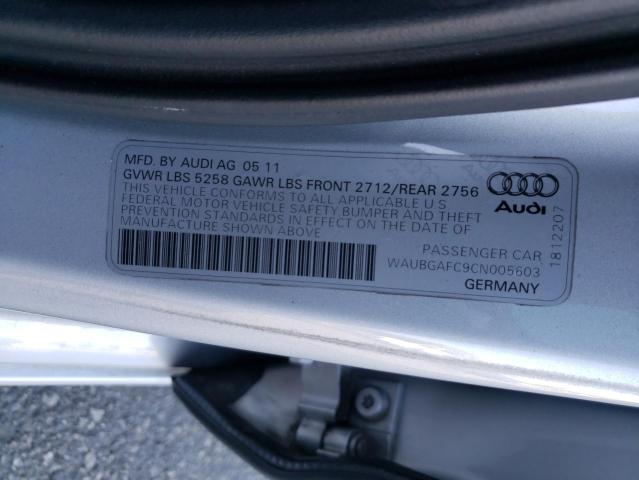 MFD. BY AUDI AG 05 11
GVWR LBS 5258 GAWR LBS FRONT 2712/REAR 2756
THIS VEHICLE CONFORMS TO ALL APPLICABLE U S
FEDERAL MOTOR VEHICLE SAFETY,BUMPER AND THEFT
PREVENTION STANDARDS IN EFFECT ON THE DATE OF
MANUFACTURE SHOWN ABOVE
Audi
PASSENGER CAR
WAUBGAFC9CN005603
GERMANY
1812207